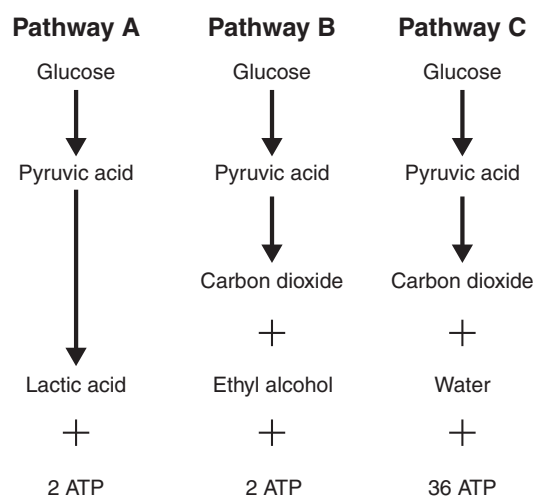 Pathway A
Glucose
Pyruvic acid
Lactic acid
+
2 ATP
Pathway B
Glucose
Pyruvic acid
Carbon dioxide
+
Ethyl alcohol
+
2 ATP
Pathway C
Glucose
Pyruvic acid
Carbon dioxide
+
Water
+
36 ATP